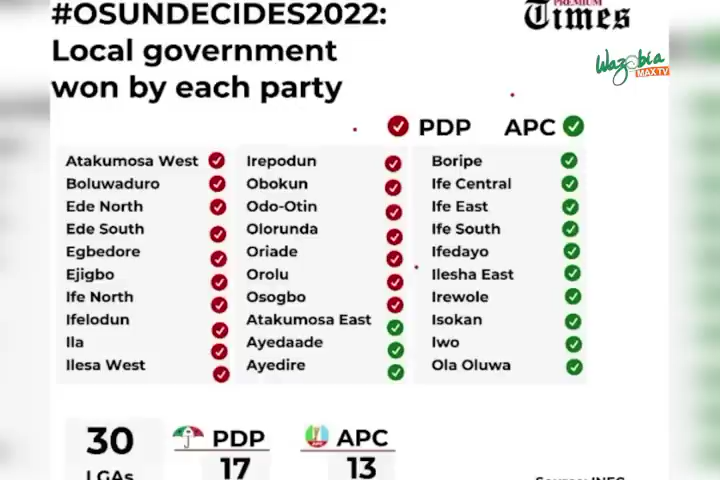 #OSUNDECIDES2022:
Local government
won by each party
PREMIUM
Times
Wazobia
MAX TV
PDP APC
Atakumosa West
Boluwaduro
Ede North
Ede South
Egbedore
Ejigbo
Ife North
Ifelodun
Ila
Ilesa West
Irepodun
Obokun
Odo-Otin
Olorunda
Oriade
Orolu
Osogbo
Atakumosa East
Ayedaade
Ayedire
Boripe
Ife Central
Ife East
Ife South
Ifedayo
Ilesha East
Irewole
Isokan
Iwo
Ola Oluwa
30
LGAs
PDP
17
APC
13
Source: INEC